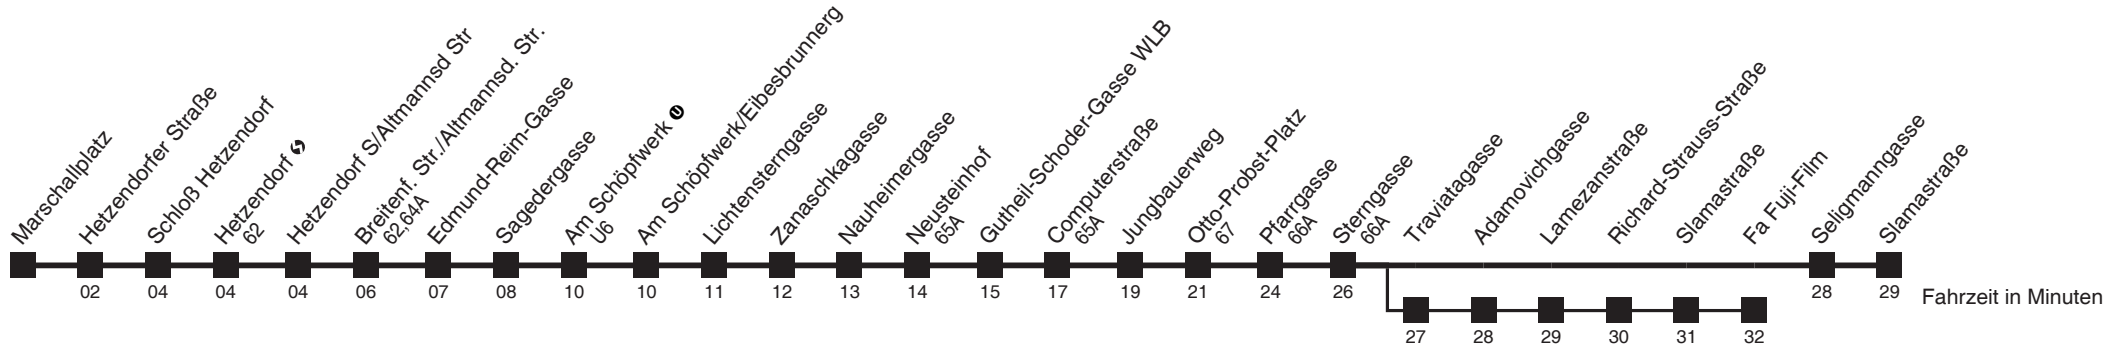 Marschallplatz
Hetzendorfer Straße
Schloß Hetzendorf
Hetzendorf S
62
Hetzendorf S/Altmannsd Str
Breitenf. Str./Altmannsd. Str.
62,64A
Edmund-Reim-Gasse
Sagedergasse
Am Schöpfwerk U
U6
Am Schöpfwerk/Eibesbrunnerg
Lichtensterngasse
Zanaschkagasse
Nauheimergasse
Neusteinhof
65A
Gutheil-Schoder-Gasse WLB
Computerstraße
65A
Jungbauerweg
Otto-Probst-Platz
67
Pfarrgasse
66A
Sterngasse
66A
Traviatagasse
Adamovichgasse
Lamezanstraße
Richard-Strauss-Straße
Slamastraße
Fa Fuji-Film
Seligmanngasse
Slamastraße
02 04 04 04 06 07 08 10 10 11 12 13 14 15 17 19 21 24 26 28 29
Fahrzeit in Minuten
27 28 29 30 31 32